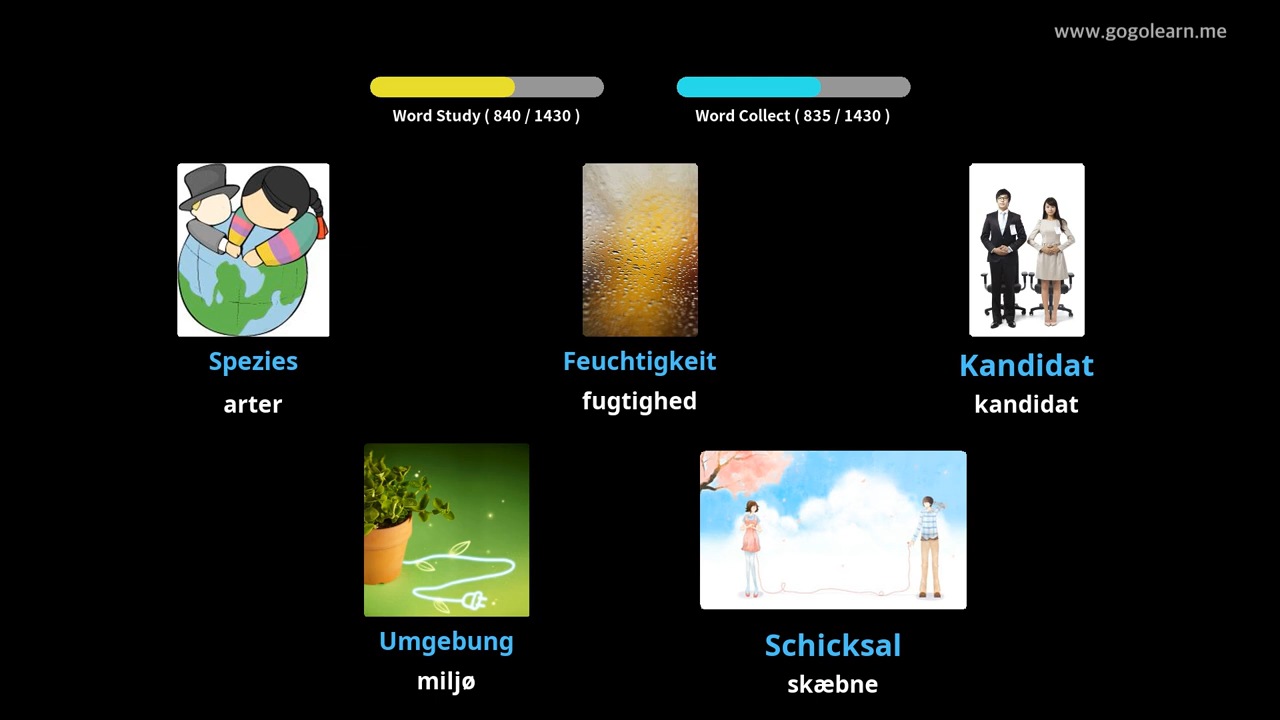 www.gogolearn.me
Word Study ( 840 / 1430 )
Word Collect ( 835 / 1430 )
Spezies
arter
Feuchtigkeit
fugtighed
Kandidat
kandidat
Umgebung
miljø
Schicksal
skæbne